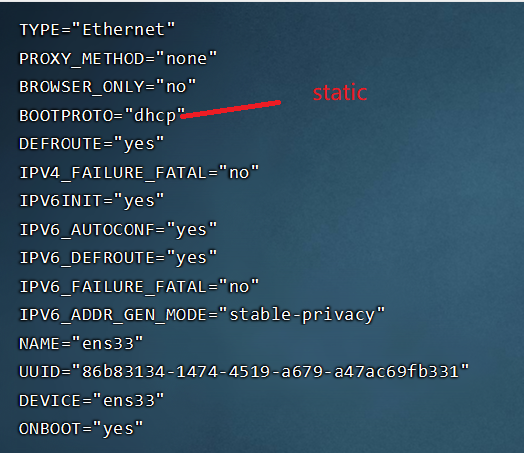 TYPE="Ethernet"
PROXY_METHOD="none"
BROWSER_ONLY="no"
static
BOOTPROTO="dhcp"
DEFROUTE="yes"
IPV4_FAILURE_FATAL="no"
IPV6INIT="yes"
IPV6_AUTOCONF="yes"
IPV6_DEFROUTE="yes"
IPV6_FAILURE_FATAL="no"
IPV6_ADDR_GEN_MODE="stable-privacy"
NAME="ens33"
UUID="86b83134-1474-4519-a679-a47ac69fb331"
DEVICE="ens33"
ONBOOT="yes"